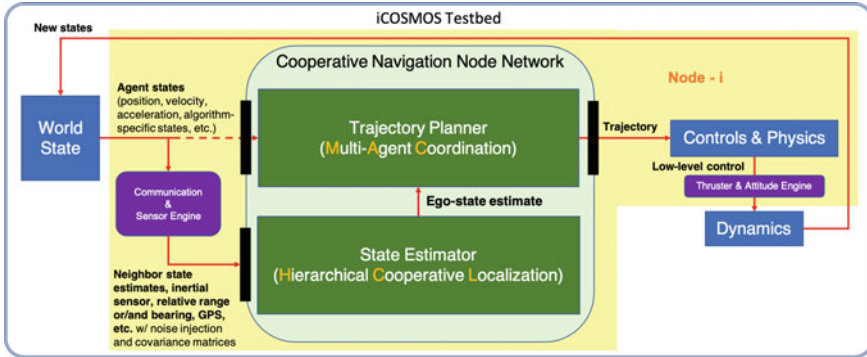 iCOSMOS Testbed
New states
Cooperative Navigation Node Network
Node - i
Agent states
(position, velocity,
acceleration, algorithm-
specific states, etc.)
World
State
Trajectory Planner
(Multi-Agent Coordination)
Trajectory
Controls & Physics
Low-level control
Thruster & Attitude Engine
Communication
&
Sensor Engine
Ego-state estimate
Dynamics
State Estimator
(Hierarchical Cooperative Localization)
Neighbor state
estimates, inertial
sensor, relative range
or/and bearing, GPS,
etc. w/ noise injection
and covariance matrices